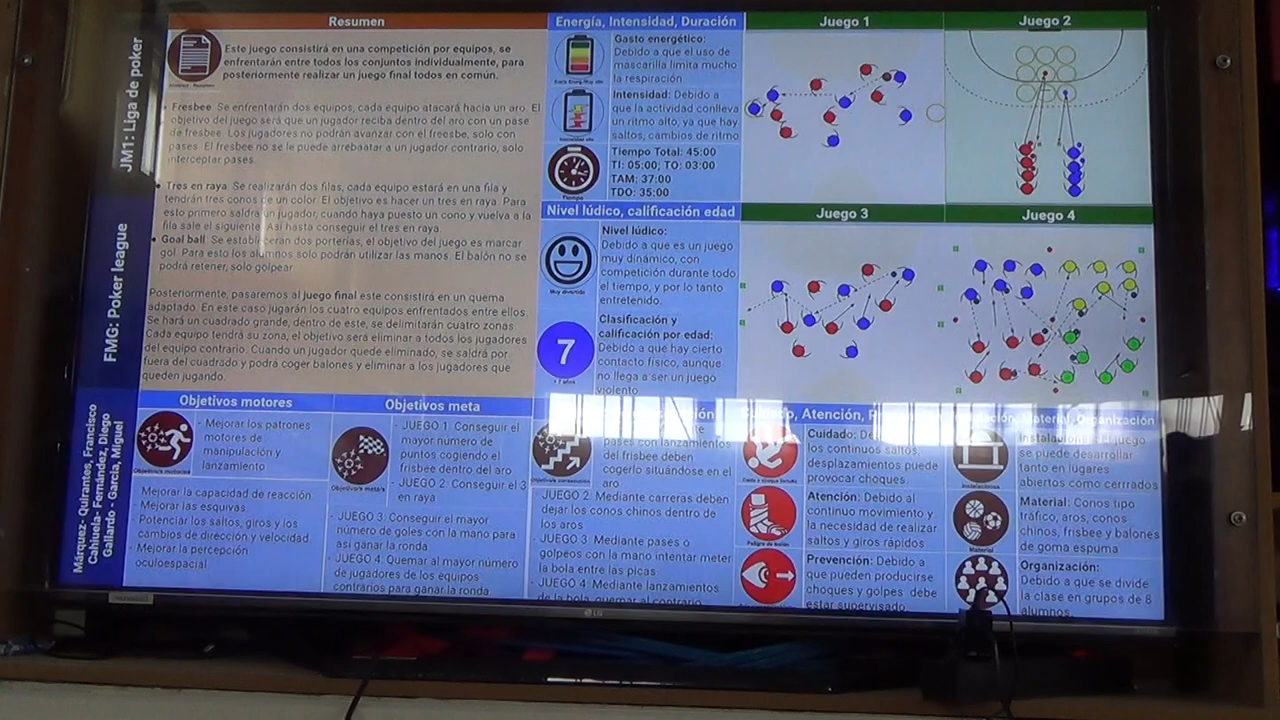 JM1: Liga de poker
FMG: Poker league
Márquez- Quirantes, Francisco
Cahiuela- Fernández, Diego
Gallardo - García, Miguel
Resumen
Este juego consistirá en una competición por equipos, se
enfrentarán entre todos los conjuntos individualmente, para
posteriormente realizar un juego final todos en común.
Fresbee. Se enfrentarán dos equipos, cada equipo atacará hacia un aro. El
objetivo del juego será que un jugador reciba dentro del aro con un pase
de fresbee. Los jugadores no podrán avanzar con el freesbe, solo con
pases. El fresbee no se le puede arrebaatar a un jugador contrario, solo
interceptar pases.
Tres en raya. Se realizarán dos filas, cada equipo estará en una fila y
tendrán tres conos de un color. El objetivo es hacer un tres en raya. Para
esto primero saldrá un jugador, cuando haya puesto un cono y vuelva a la
fila sale el siguiente. Así hasta conseguir el tres en raya.
Goal ball. Se establecerán dos porterías, el objetivo del juego es marcar
gol. Para esto los alumnos solo podrán utilizar las manos. El balón no se
podrá retener, solo golpear.
Posteriormente, pasaremos al juego final este consistirá en un quema
adaptado. En este caso jugarán los cuatro equipos enfrentados entre ellos.
Se hará un cuadrado grande, dentro de este, se delimitarán cuatro zonas.
Cada equipo tendrá su zona, el objetivo será eliminar a todos los jugadores
del equipo contrario. Cuando un jugador quede eliminado, se saldrá por
fuera del cuadrado y podrá coger balones y eliminar a los jugadores que
queden jugando.
Energía, Intensidad, Duración
Gasto energético:
Debido a que el uso de
mascarilla limita mucho
la respiración
Intensidad: Debido a
que la actividad conlleva
un ritmo alto, ya que hay
saltos, cambios de ritmo
Tiempo
Tiempo Total: 45:00
TI: 05:00; TO: 03:00
TAM; 37:00
TDO: 35:00
Nivel lúdico, calificación edad
Muy divertido
Nivel lúdico:
Debido a que es un juego
muy dinámico, con
competición durante todo
el tiempo, y por lo tanto
entretenido.
7
Clasificación y
calificación por edad:
Debido a que hay cierto
contacto físico, aunque
no llega a ser un juego
violento
Juego 1
Juego 2
Juego 3
Juego 4
Objetivos motores
- Mejorar los patrones
motores de
manipulación y
lanzamiento
Mejorar la capacidad de reacción
Mejorar las esquivas
- Potenciar los saltos, giros y los
cambios de dirección y velocidad
- Mejorar la percepción
oculoespacial
Objetivos meta
- JUEGO 1: Conseguir el
mayor número de
puntos cogiendo el
frisbee dentro del aro
- JUEGO 2: Conseguir el 3
en raya
- JUEGO 3: Conseguir el mayor
número de goles con la mano para
así ganar la ronda
- JUEGO 4: Quemar al mayor número
de jugadores de los equipos
contrarios para ganar la ronda
pases con lanzamientos
del frisbee deben
cogerlo situándose en el
aro
- JUEGO 2: Mediante carreras deben
dejar los conos chinos dentro de
los aros
- JUEGO 3: Mediante pases o
golpeos con la mano intentar meter
la bola entre las picas
- JUEGO 4: Mediante lanzamientos
de la bola, quemar al contrario
Cuidado, Atención,
Cuidado:
los continuos saltos,
desplazamientos puede
provocar choques
Atención: Debido al
continuo movimiento y
la necesidad de realizar
saltos y giros rápidos
Prevención: Debido a
que pueden producirse
choques y golpes debe
estar supervisado
Material, Organización
se puede desarrollar
tanto en lugares
abiertos como cerrrados
Material
Material: Conos tipo
tráfico, aros, conos
chinos, frisbee y balones
de goma espuma
Organización:
Debido a que se divide
la clase en grupos de 8
alumnos
LG